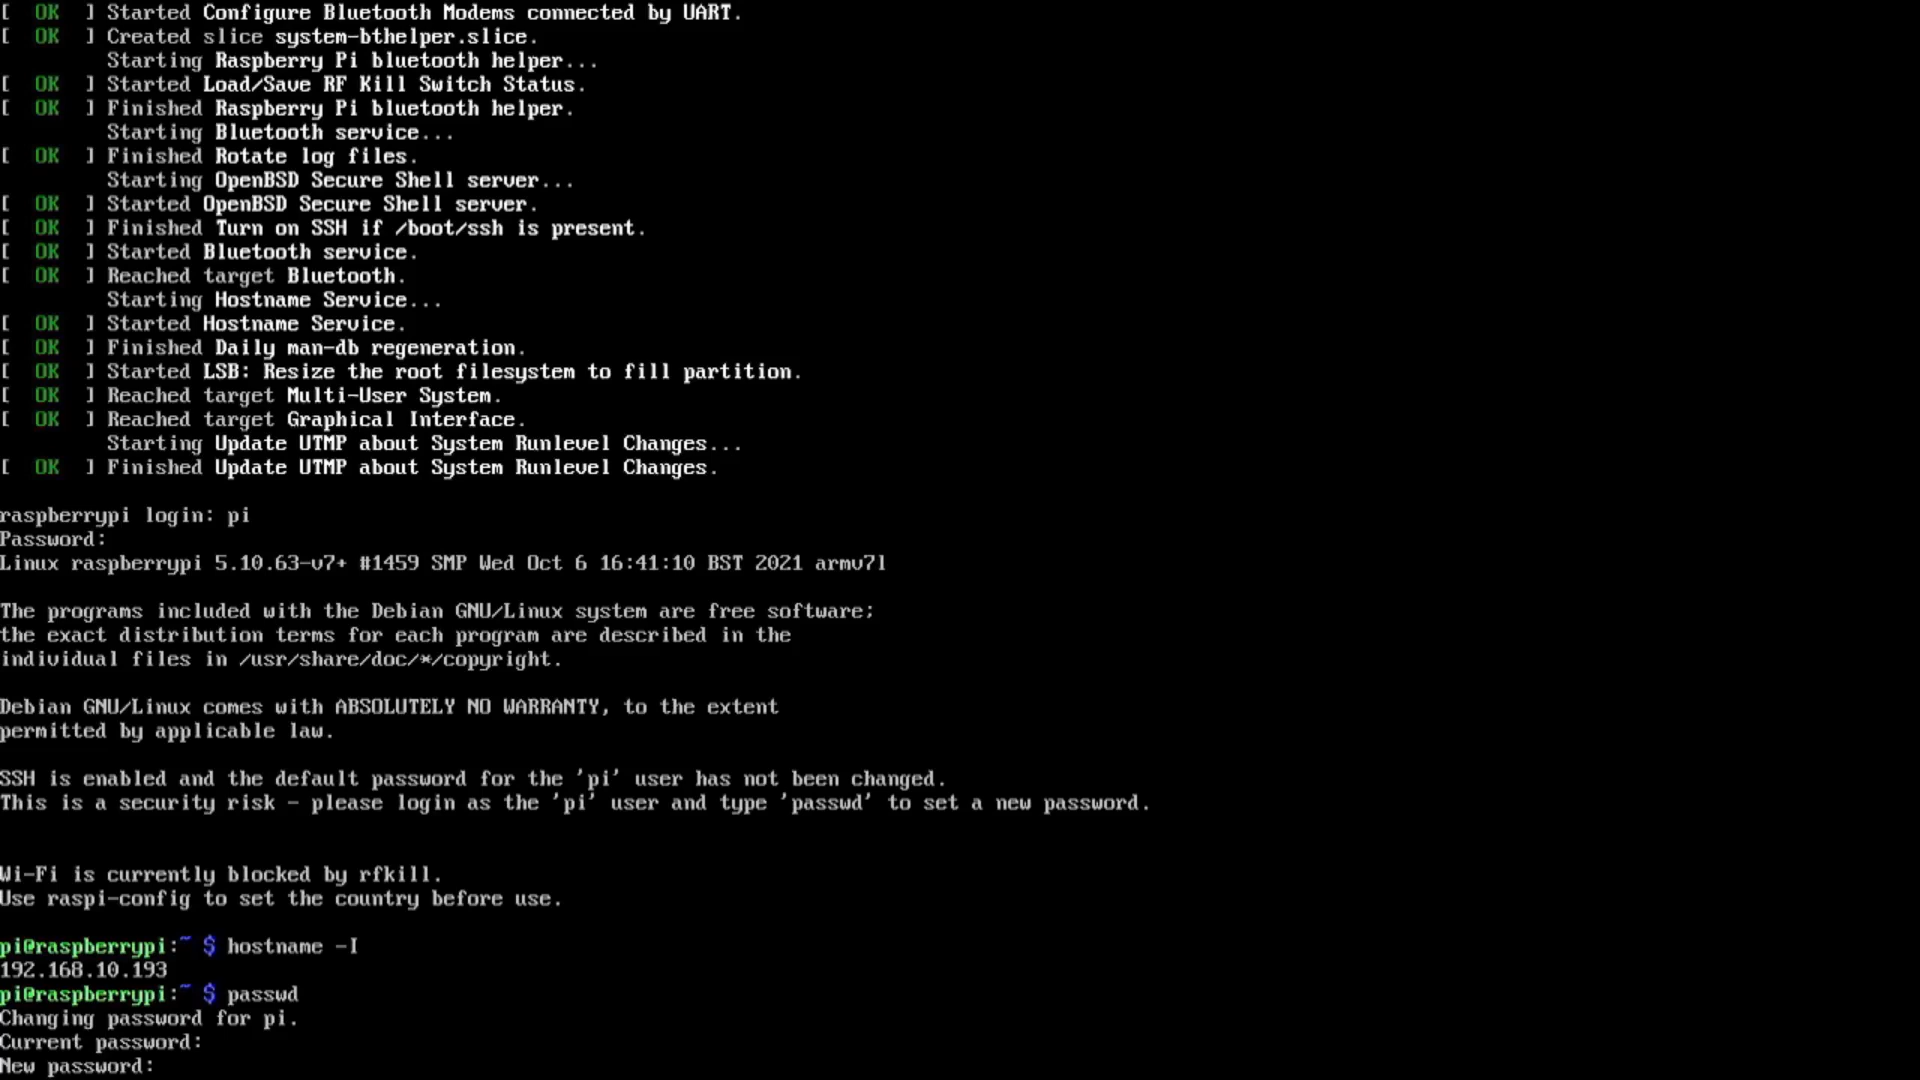 [  OK  ] Started Configure Bluetooth Modems connected by UART.
[  OK  ] Created slice system-bthelper.slice.
         Starting Raspberry Pi bluetooth helper...
[  OK  ] Started Load/Save RF Kill Switch Status.
[  OK  ] Finished Raspberry Pi bluetooth helper.
         Starting Bluetooth service...
[  OK  ] Finished Rotate log files.
         Starting OpenBSD Secure Shell server...
[  OK  ] Started OpenBSD Secure Shell server.
[  OK  ] Finished Turn on SSH if /boot/ssh is present.
[  OK  ] Started Bluetooth service.
[  OK  ] Reached target Bluetooth.
         Starting Hostname Service...
[  OK  ] Started Hostname Service.
[  OK  ] Finished Daily man-db regeneration.
[  OK  ] Started LSB: Resize the root filesystem to fill partition.
[  OK  ] Reached target Multi-User System.
[  OK  ] Reached target Graphical Interface.
         Starting Update UTMP about System Runlevel Changes...
[  OK  ] Finished Update UTMP about System Runlevel Changes.
raspberrypi login: pi
Password:
Linux raspberrypi 5.10.63-v7+ #1459 SMP Wed Oct 6 16:41:10 BST 2021 armv7l
The programs included with the Debian GNU/Linux system are free software;
the exact distribution terms for each program are described in the
individual files in /usr/share/doc/*/copyright.
Debian GNU/Linux comes with ABSOLUTELY NO WARRANTY, to the extent
permitted by applicable law.
SSH is enabled and the default password for the 'pi' user has not been changed.
This is a security risk - please login as the 'pi' user and type 'passwd' to set a new password.
Wi-Fi is currently blocked by rfkill.
Use raspi-config to set the country before use.
pi@raspberrypi:~ $ hostname -I
192.168.10.193
pi@raspberrypi:~ $ passwd
Changing password for pi.
Current password:
New password: